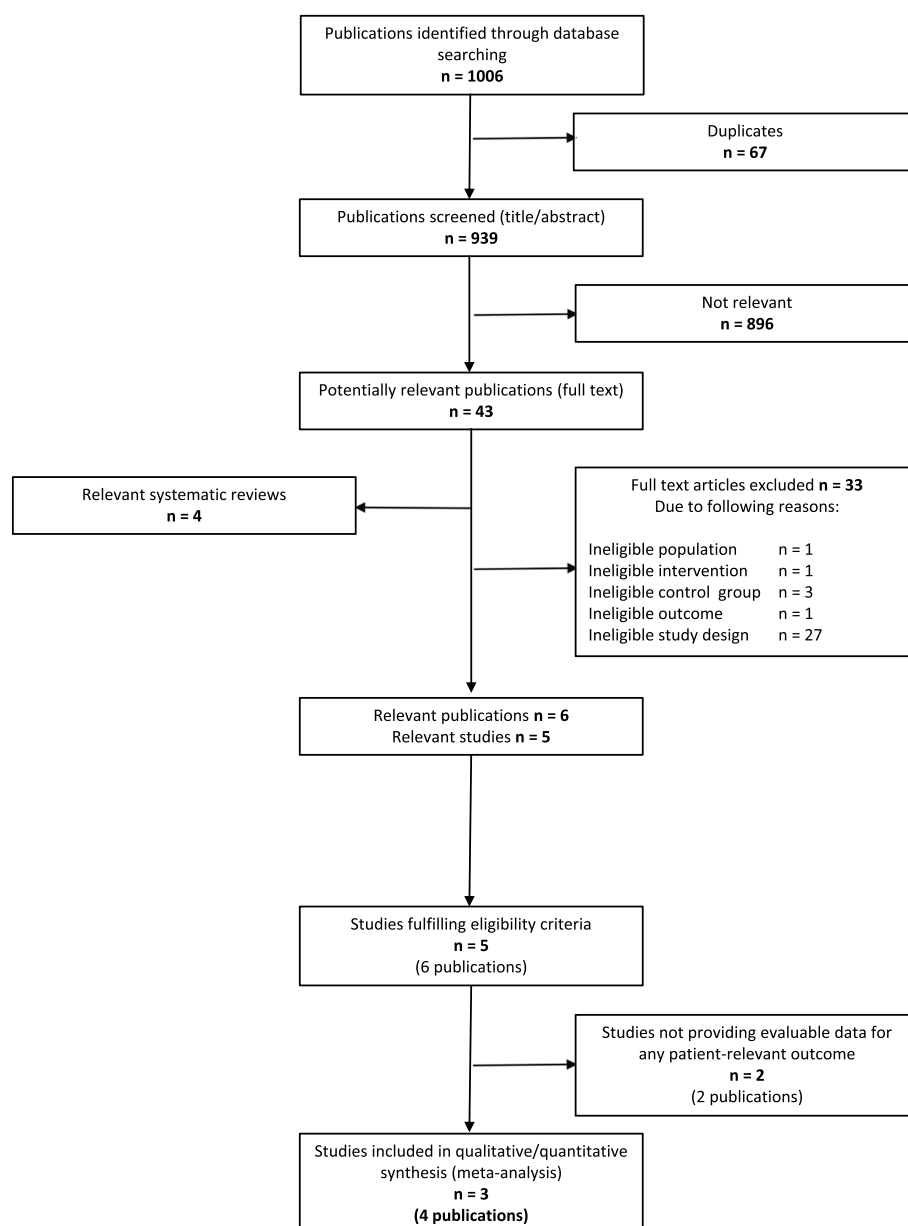 Publications identified through database
searching
n = 1006
Duplicates
n = 67
Publications screened (title/abstract)
n = 939
Not relevant
n = 896
Potentially relevant publications (full text)
n = 43
Relevant systematic reviews
n = 4
Full text articles excluded n = 33
Due to following reasons:
Ineligible population n = 1
Ineligible intervention n = 1
Ineligible control group n = 3
Ineligible outcome n = 1
Ineligible study design n = 27
Relevant publications n = 6
Relevant studies n = 5
Studies fulfilling eligibility criteria
n = 5
(6 publications)
Studies not providing evaluable data for
any patient-relevant outcome
n = 2
(2 publications)
Studies included in qualitative/quantitative
synthesis (meta-analysis)
n = 3
(4 publications)